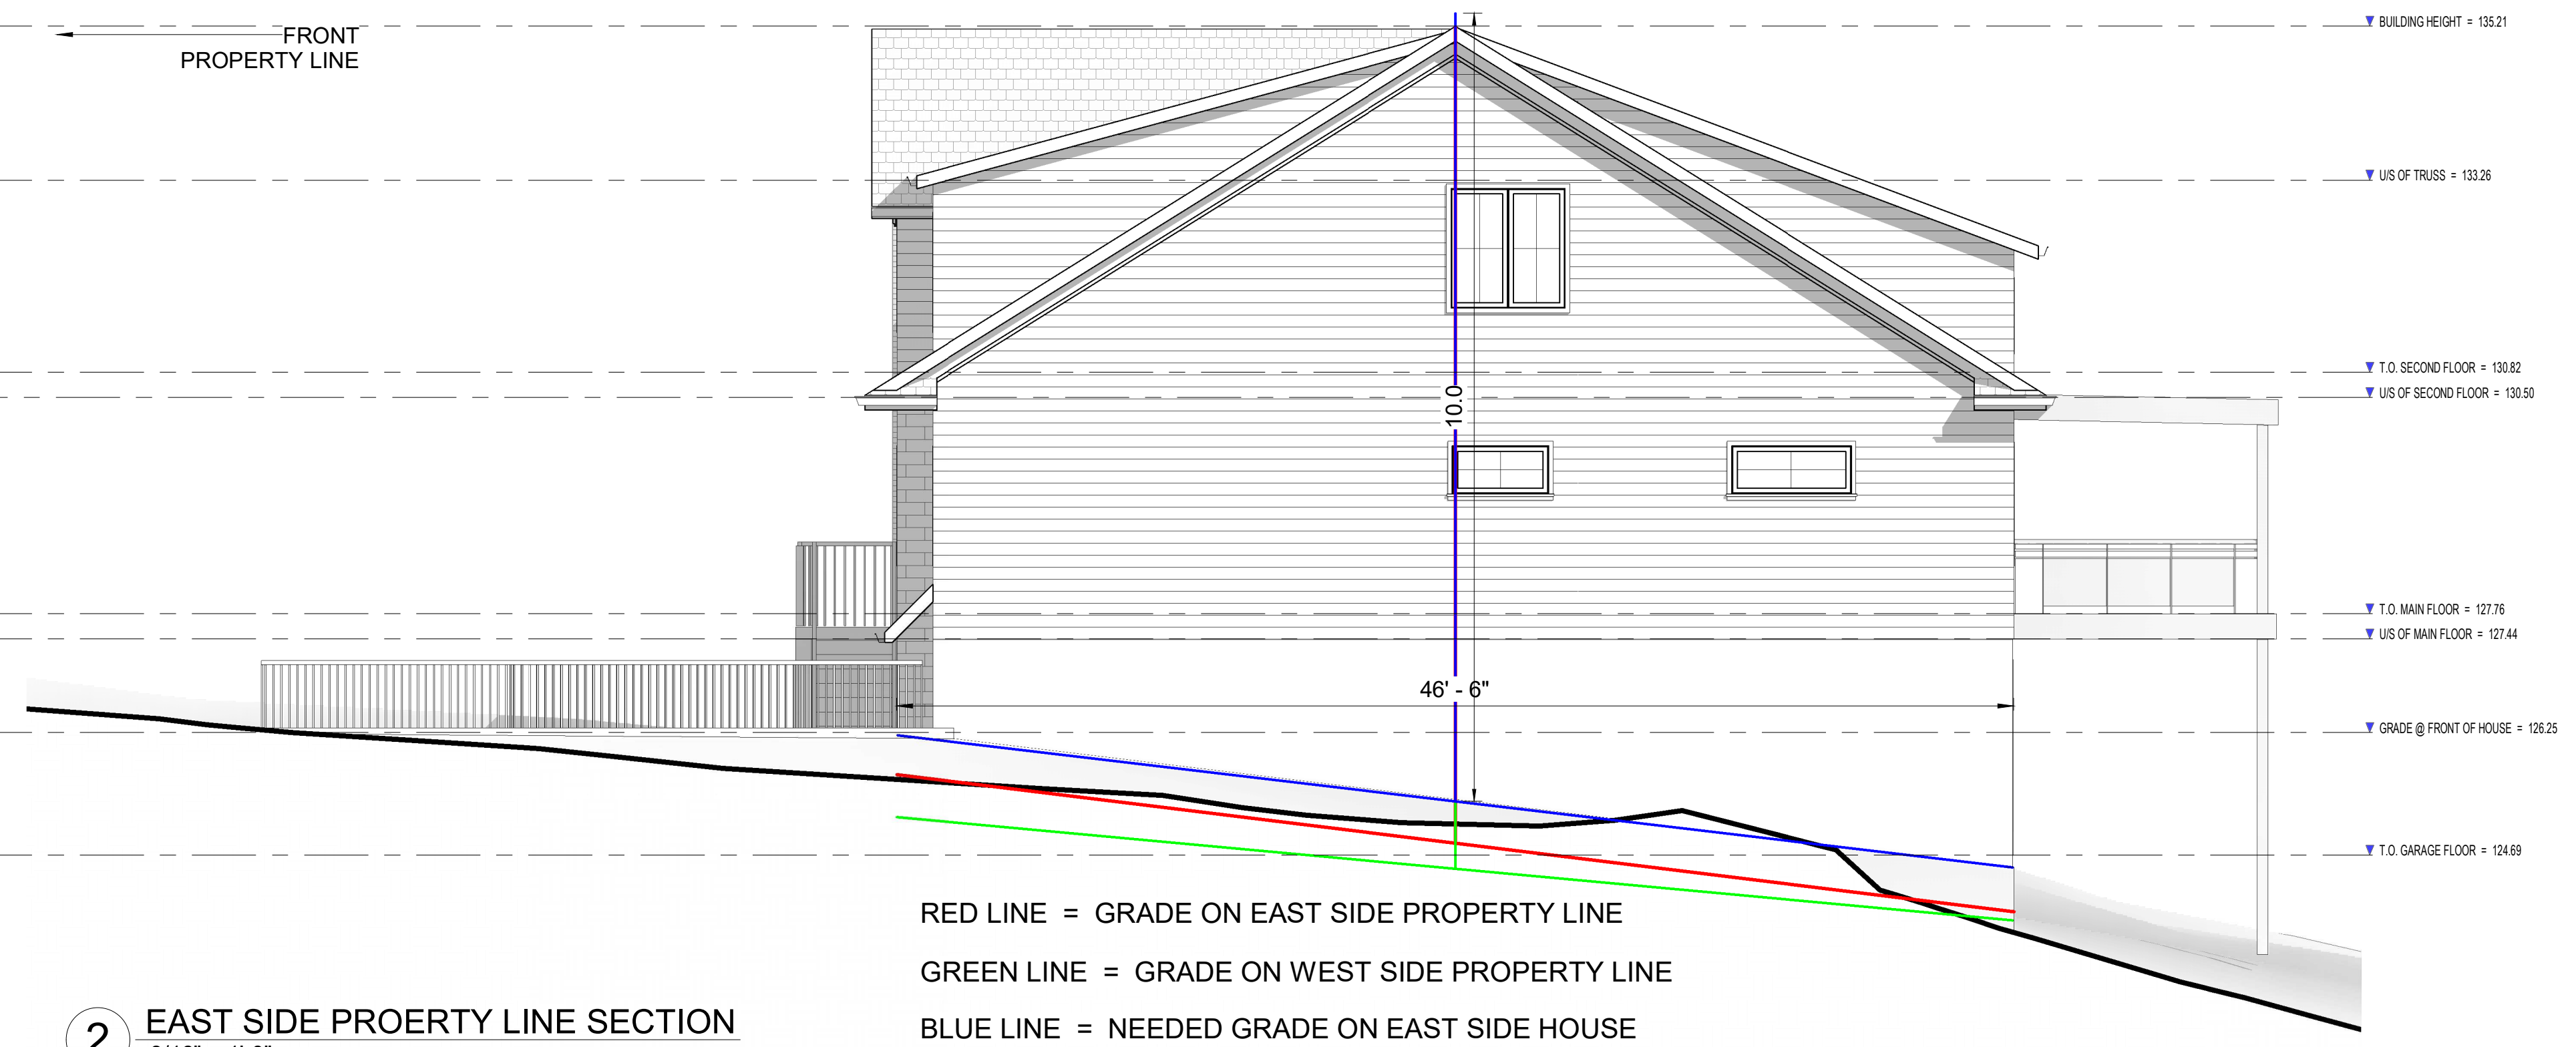 FRONT
PROPERTY LINE
BUILDING HEIGHT = 135.21
U/S OF TRUSS = 133.26
T.O. SECOND FLOOR = 130.82
U/S OF SECOND FLOOR = 130.50
10.0
T.O. MAIN FLOOR = 127.76
U/S OF MAIN FLOOR = 127.44
46' - 6"
GRADE @ FRONT OF HOUSE = 126.25
T.O. GARAGE FLOOR = 124.69
RED LINE = GRADE ON EAST SIDE PROPERTY LINE
GREEN LINE = GRADE ON WEST SIDE PROPERTY LINE
BLUE LINE = NEEDED GRADE ON EAST SIDE HOUSE
2 EAST SIDE PROERTY LINE SECTION